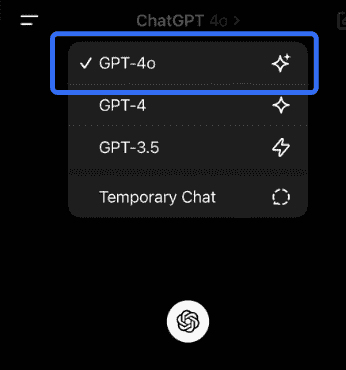 ChatGPT 4o >
GPT-4o
GPT-4
GPT-3.5
Temporary Chat